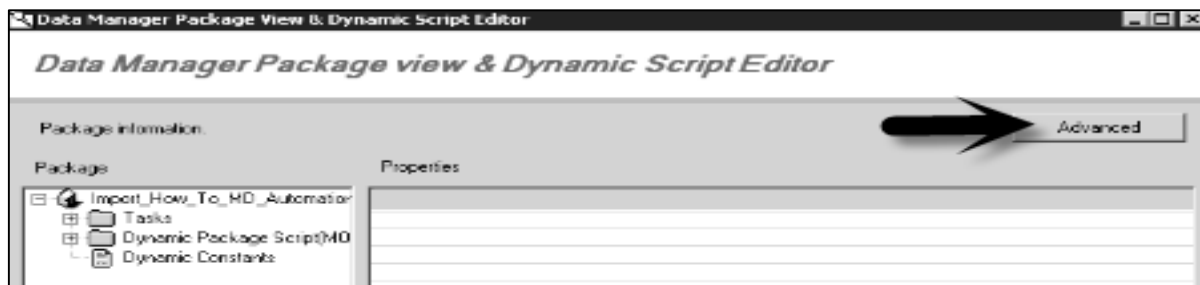 Data Manager Package View & Dynamic Script Editor
Data Manager Package view & Dynamic Script Editor
Package information.
Advanced
Package
Properties
Import_How_To_MD_Automation
Tasks
Dynamic Package Script(MO
Dynamic Constants